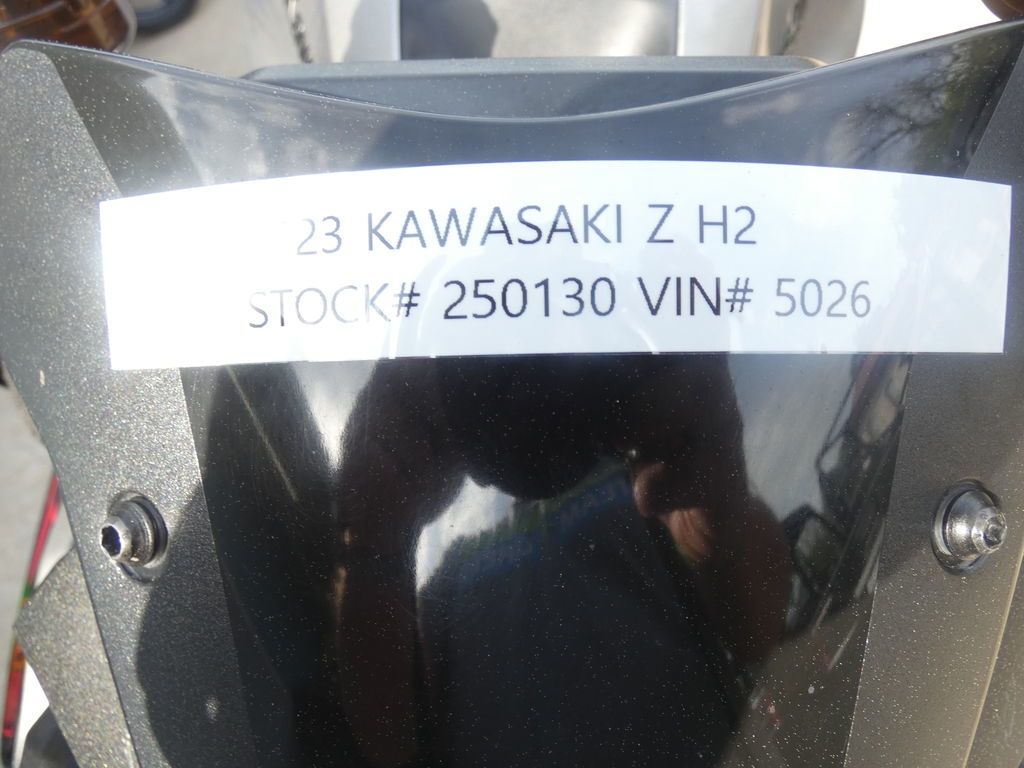 23 KAWASAKI Z H2
STOCK# 250130 VIN# 5026